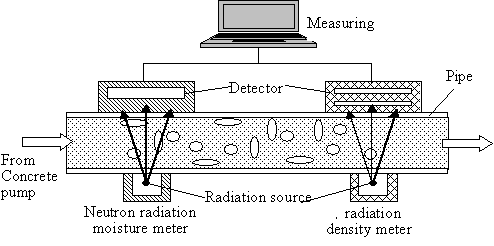 Measuring
Detector
Pipe
From
Concrete
pump
Radiation source
Neutron radiation
moisture meter
radiation
density meter